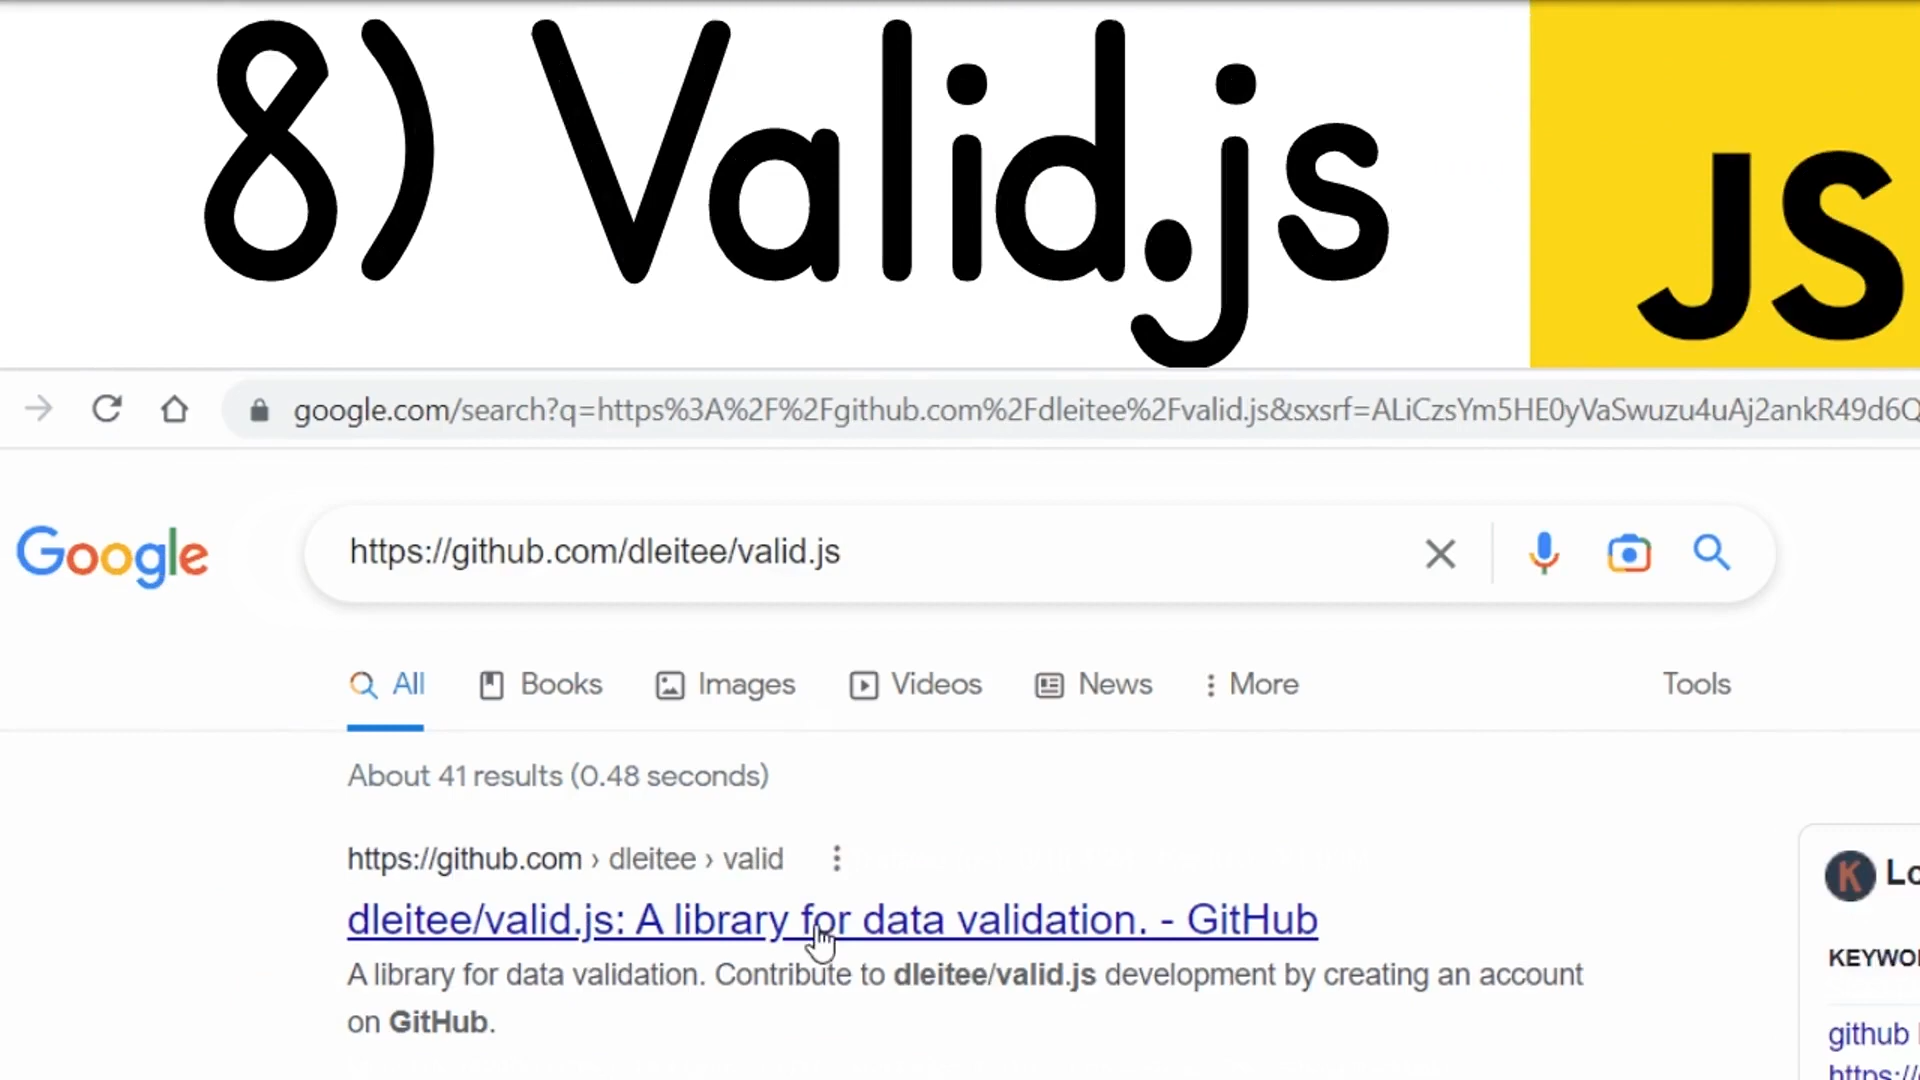 8) Valid.js
JS
google.com/search?q=https%3A%2F%2Fgithub.com%2Fdleitee%2Fvalid.js&sxsrf=ALiCzsYm5HE0yVaSwuzu4uAj2ankR49d6Q
Google
https://github.com/dleitee/valid.js
All Books Images Videos News More Tools
About 41 results (0.48 seconds)
https://github.com › dleitee › valid
dleitee/valid.js: A library for data validation. - GitHub
A library for data validation. Contribute to dleitee/valid.js development by creating an account
on GitHub.
K Lo
KEYWO
github
https://